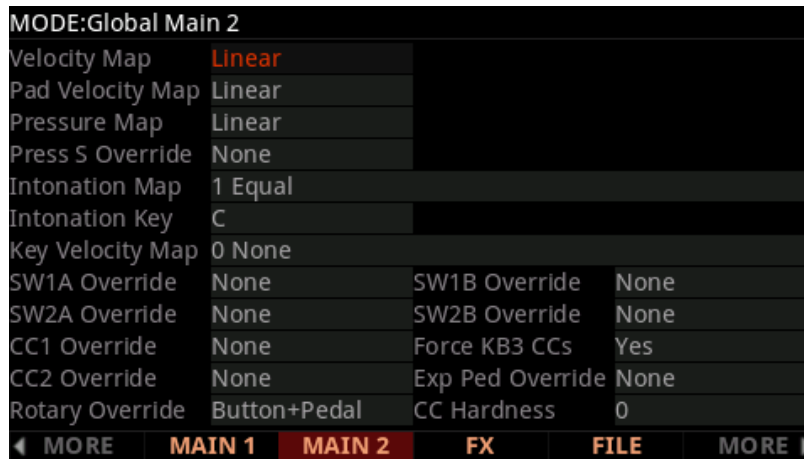 MODE:Global Main 2
Velocity Map Linear
Pad Velocity Map Linear
Pressure Map Linear
Press S Override None
Intonation Map 1 Equal
Intonation Key C
Key Velocity Map 0 None
SW1A Override None SW1B Override None
SW2A Override None SW2B Override None
CC1 Override None Force KB3 CCs Yes
CC2 Override None Exp Ped Override None
Rotary Override Button+Pedal CC Hardness 0
MORE MAIN 1 MAIN 2 FX FILE MORE